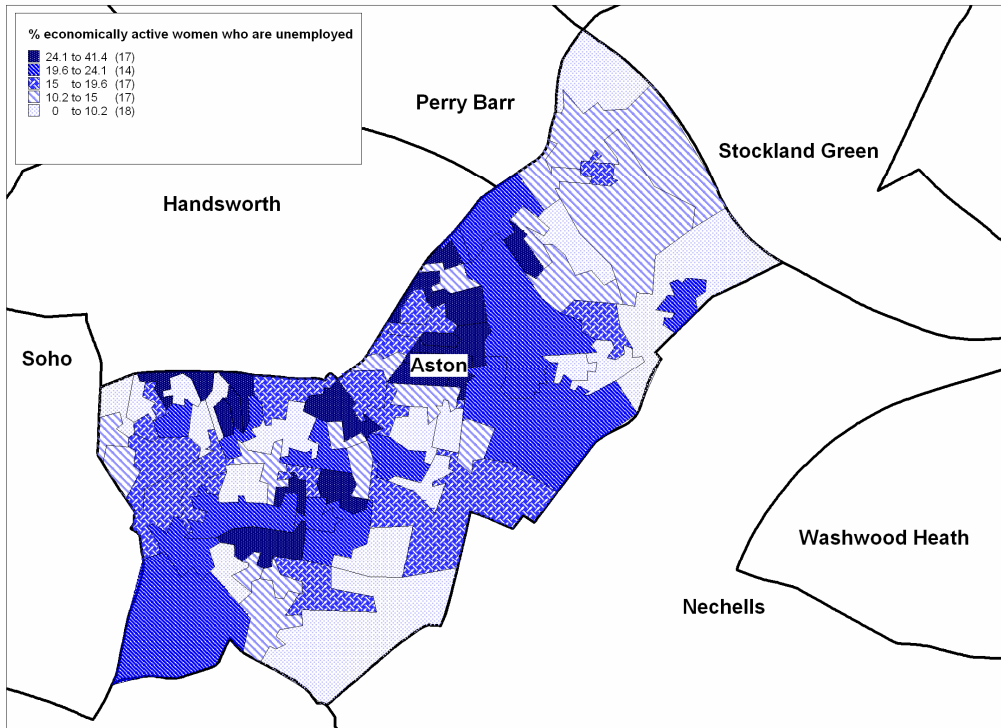 % economically active women who are unemployed
24.1 to 41.4 (17)
19.6 to 24.1 (14)
15 to 19.6 (17)
10.2 to 15 (17)
0 to 10.2 (18)
Perry Barr
Stockland Green
Handsworth
Soho
Aston
Washwood Heath
Nechells